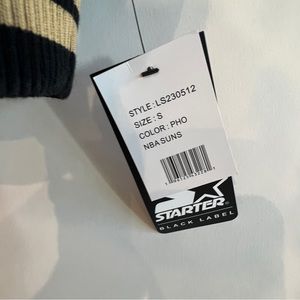 STYLE : LS230512
SIZE : S
COLOR : PHO
NBA SUNS
STARTER
BLACK LABEL